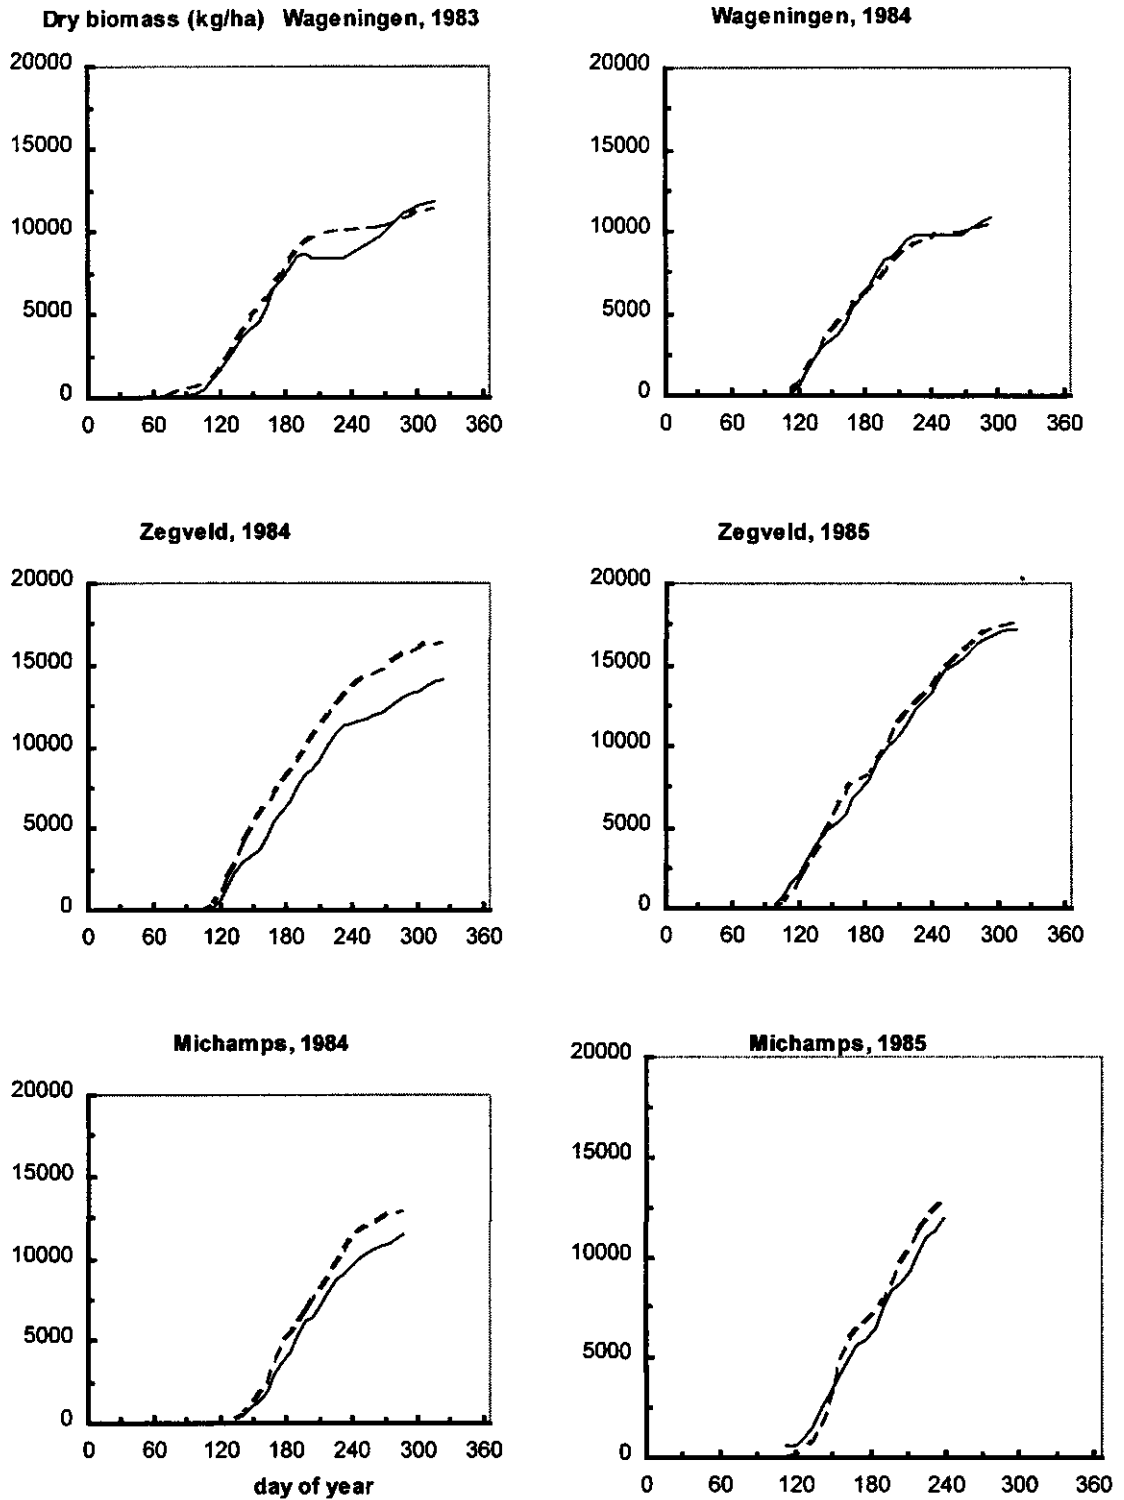 Dry biomass (kg/ha) Wageningen, 1983
20000
15000
10000
5000
0
0 60 120 180 240 300 360
Wageningen, 1984
20000
15000
10000
5000
0
0 60 120 180 240 300 360
Zegveld, 1984
20000
15000
10000
5000
0
0 60 120 180 240 300 360
Zegveld, 1985
20000
15000
10000
5000
0
0 60 120 180 240 300 360
Michamps, 1984
20000
15000
10000
5000
0
0 60 120 180 240 300 360
day of year
Michamps, 1985
20000
15000
10000
5000
0
0 60 120 180 240 300 360